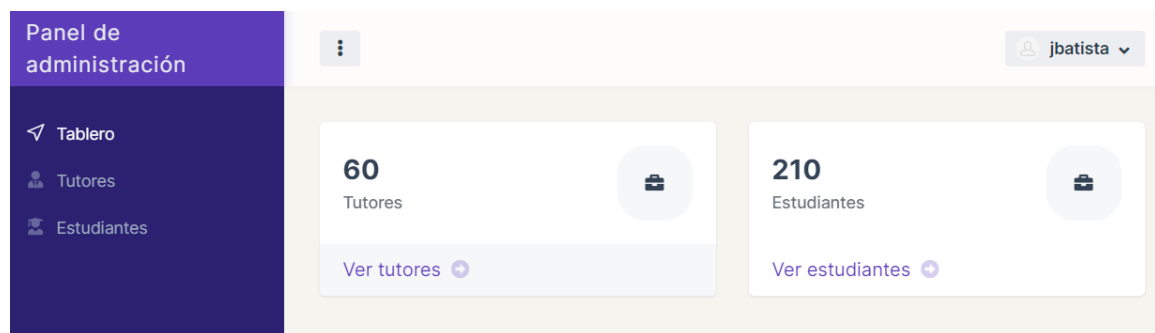 Panel de
administración
jbatista
Tablero
Tutores
Estudiantes
60
Tutores
Ver tutores
210
Estudiantes
Ver estudiantes